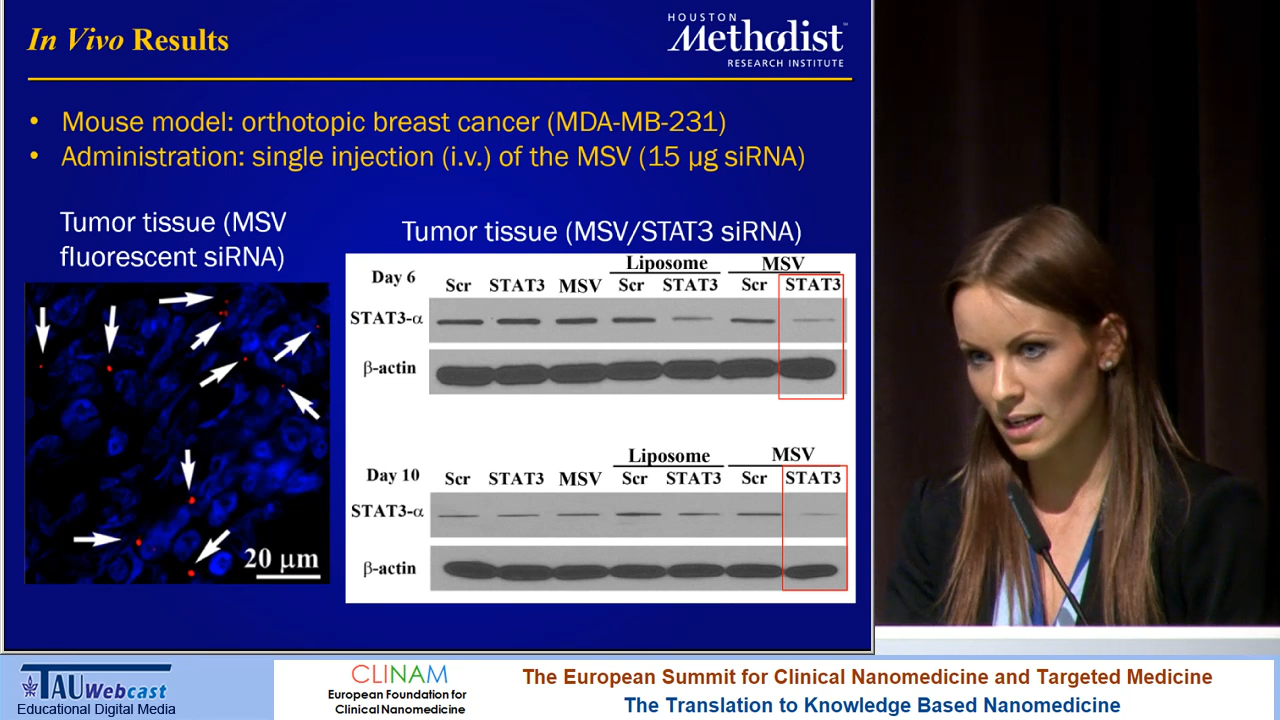 In Vivo Results
HOUSTON
Methodist
RESEARCH INSTITUTE
• Mouse model: orthotopic breast cancer (MDA-MB-231)
• Administration: single injection (i.v.) of the MSV (15 µg siRNA)
Tumor tissue (MSV
fluorescent siRNA)
20 µm
Tumor tissue (MSV/STAT3 siRNA)
Liposome MSV
Day 6 Scr STAT3 MSV Scr STAT3 Scr STAT3
STAT3-α
β-actin
Liposome MSV
Day 10 Scr STAT3 MSV Scr STAT3 Scr STAT3
STAT3-α
β-actin
TAU Webcast
Educational Digital Media
CLINAM
European Foundation for
Clinical Nanomedicine
The European Summit for Clinical Nanomedicine and Targeted Medicine
The Translation to Knowledge Based Nanomedicine